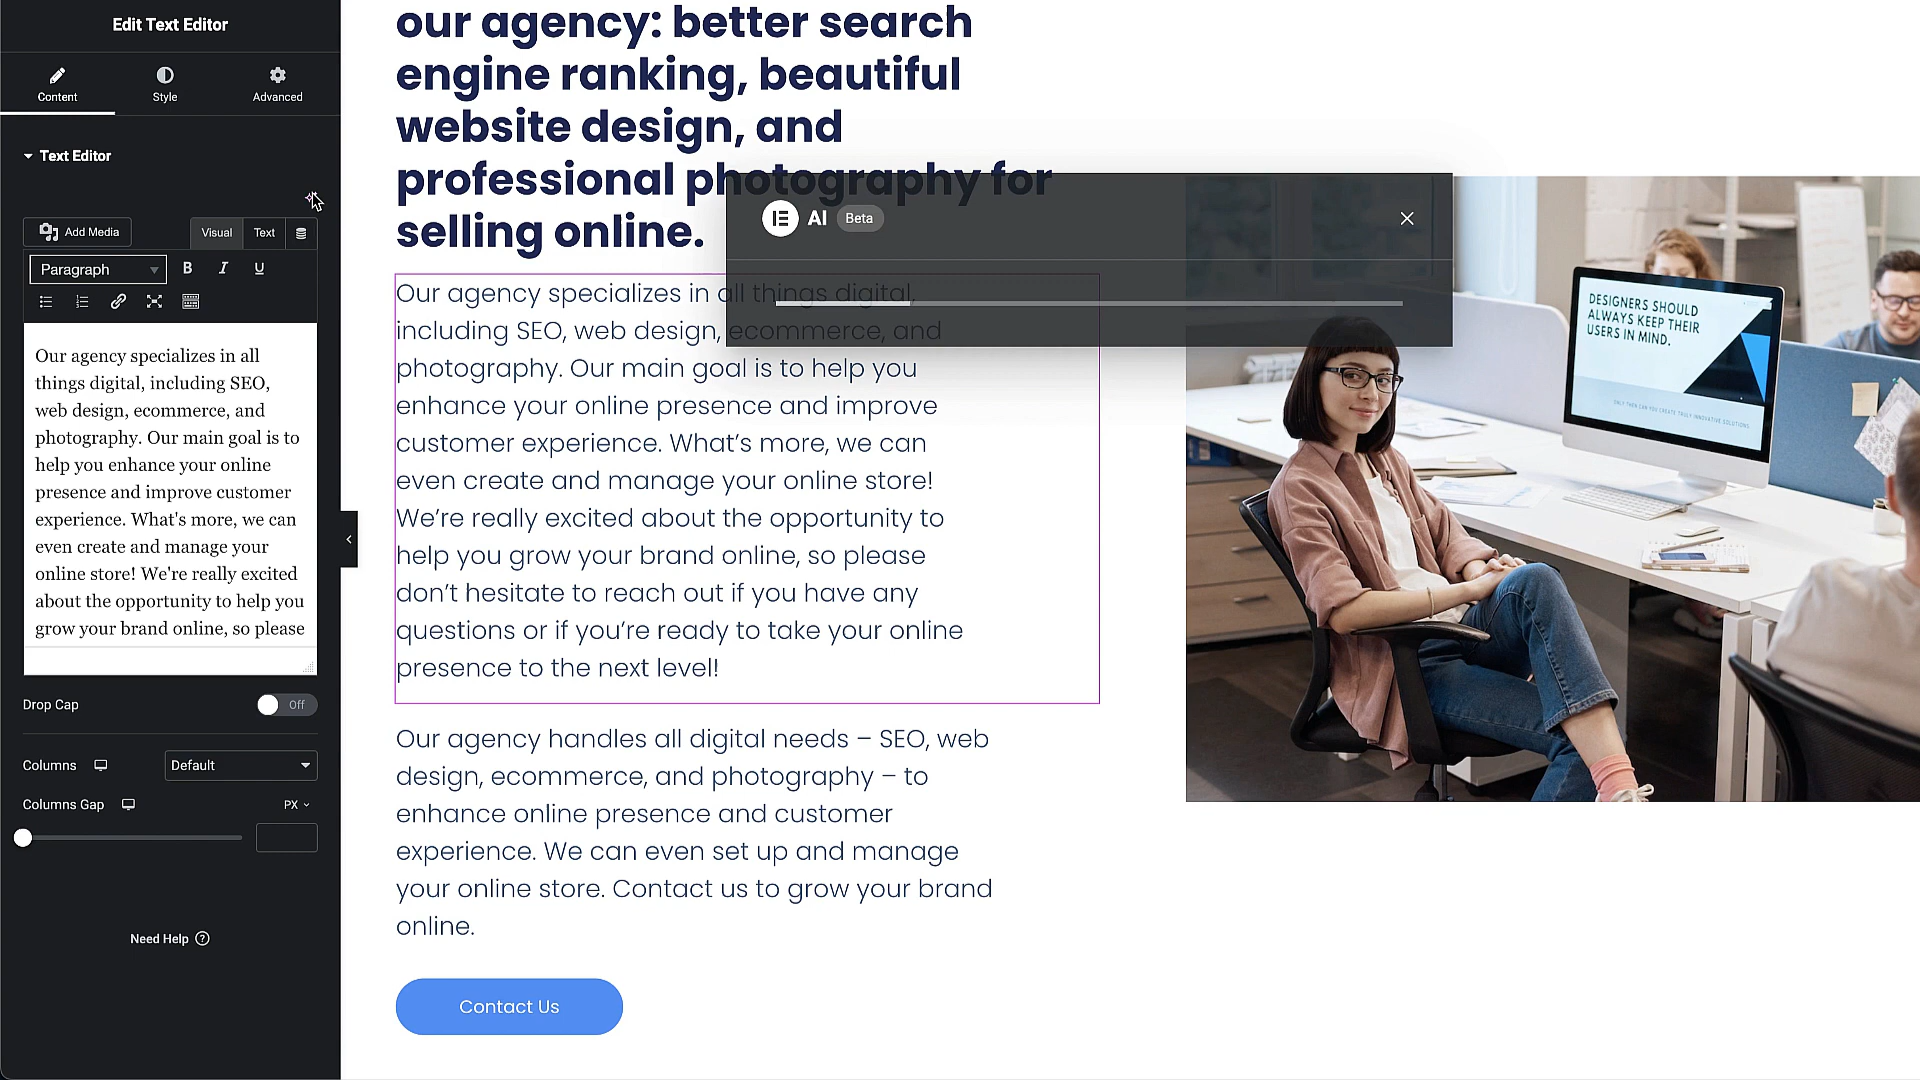 Edit Text Editor
Content
Style
Advanced
Text Editor
Add Media
Visual
Text
Paragraph
B
I
U
Our agency specializes in all
things digital, including SEO,
web design, ecommerce, and
photography. Our main goal is to
help you enhance your online
presence and improve customer
experience. What's more, we can
even create and manage your
online store! We're really excited
about the opportunity to help you
grow your brand online, so please
Drop Cap
Off
Columns
Default
Columns Gap
PX
Need Help
our agency: better search
engine ranking, beautiful
website design, and
professional photography for
selling online.
AI
Beta
Our agency specializes in all things digital,
including SEO, web design, ecommerce, and
photography. Our main goal is to help you
enhance your online presence and improve
customer experience. What’s more, we can
even create and manage your online store!
We’re really excited about the opportunity to
help you grow your brand online, so please
don’t hesitate to reach out if you have any
questions or if you’re ready to take your online
presence to the next level!
Our agency handles all digital needs – SEO, web
design, ecommerce, and photography – to
enhance online presence and customer
experience. We can even set up and manage
your online store. Contact us to grow your brand
online.
Contact Us
DESIGNERS SHOULD
ALWAYS KEEP THEIR
USERS IN MIND.
ONLY THEN CAN YOU CREATE TRULY INNOVATIVE SOLUTIONS